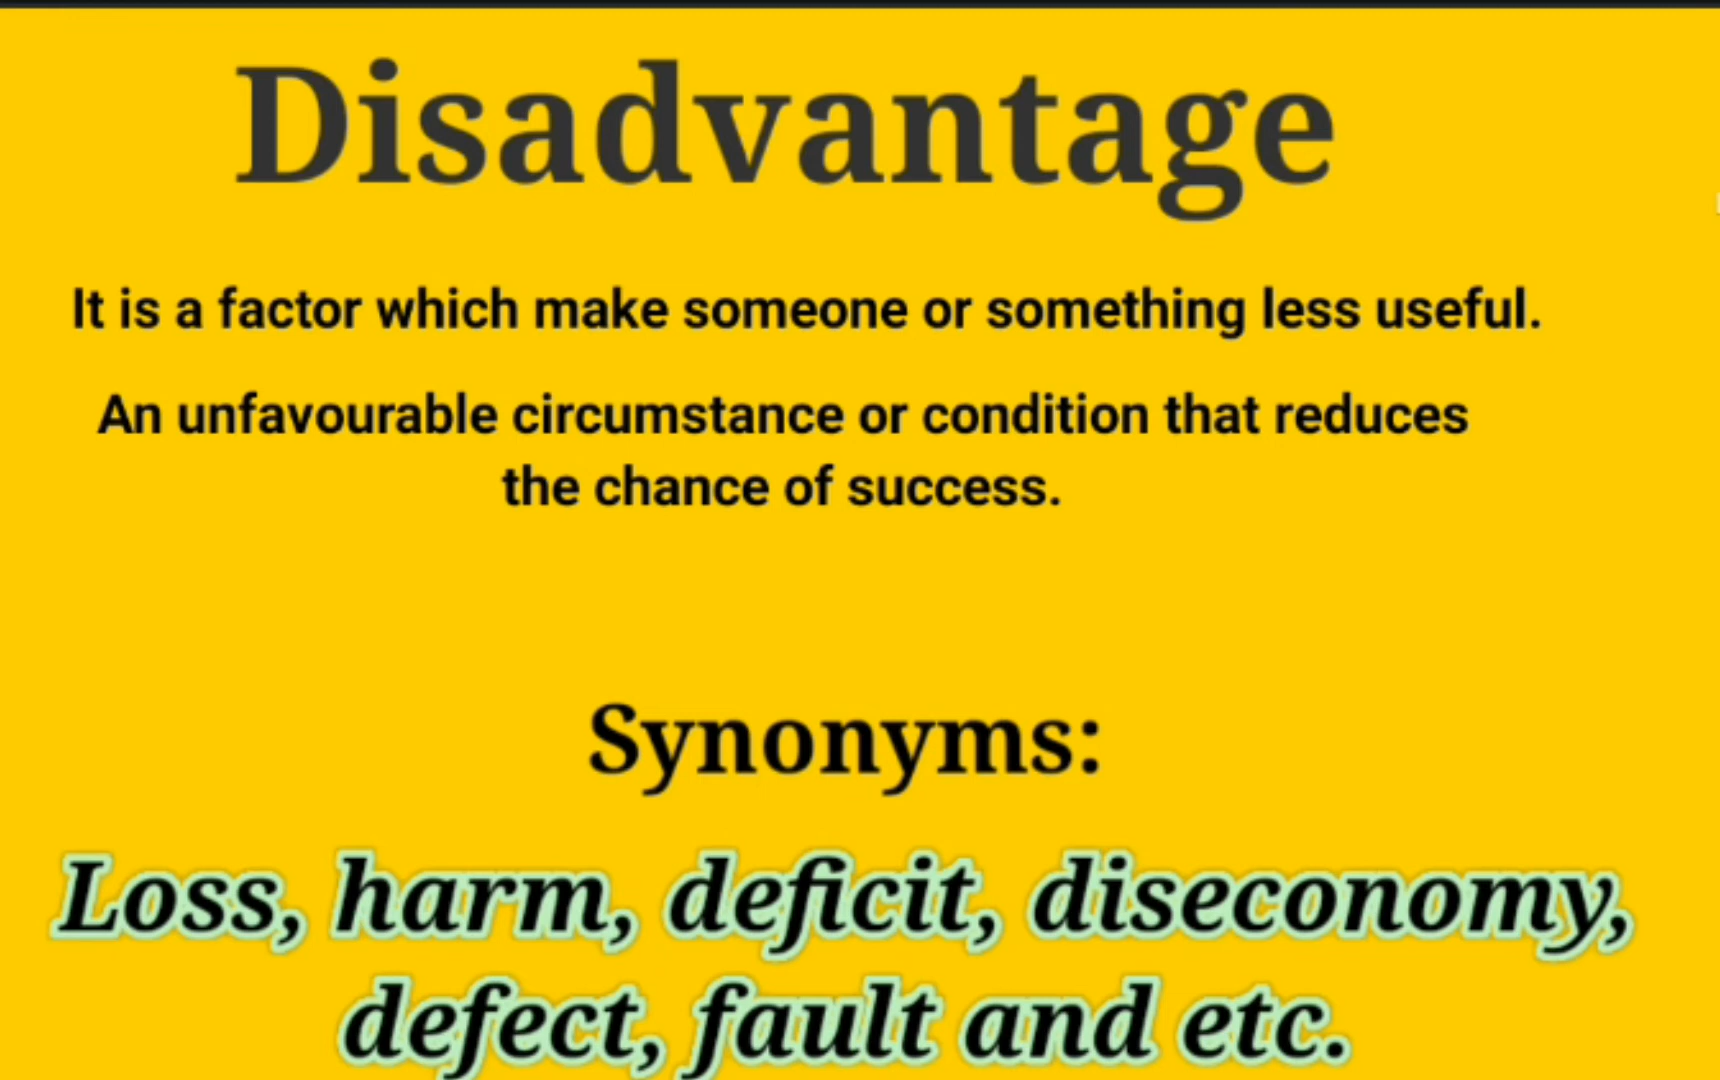 Disadvantage
It is a factor which make someone or something less useful.
An unfavourable circumstance or condition that reduces
the chance of success.
Synonyms:
Loss, harm, deficit, diseconomy,
defect, fault and etc.